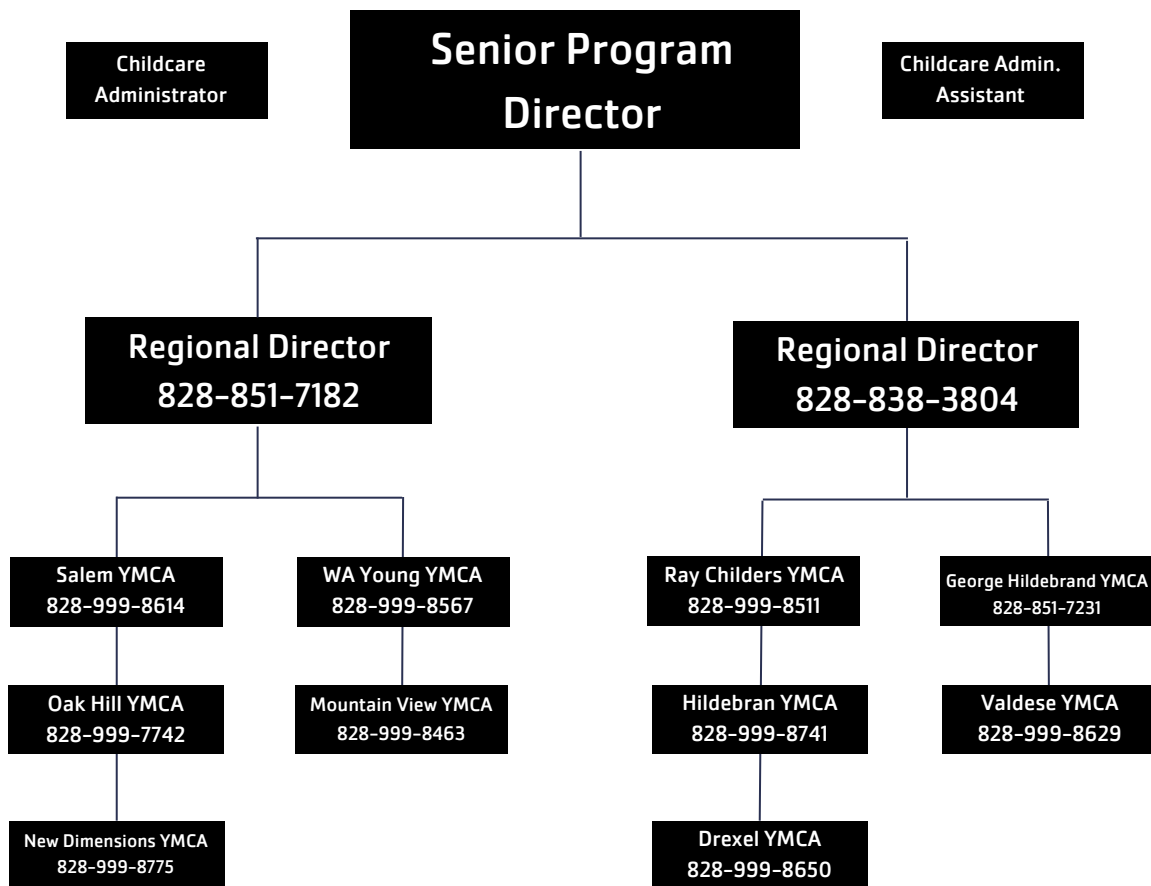 Childcare
Administrator
Senior Program
Director
Childcare Admin.
Assistant
Regional Director
828-851-7182
Regional Director
828-838-3804
Salem YMCA
828-999-8614
WA Young YMCA
828-999-8567
Ray Childers YMCA
828-999-8511
George Hildebrand YMCA
828-851-7231
Oak Hill YMCA
828-999-7742
Mountain View YMCA
828-999-8463
Hildebran YMCA
828-999-8741
Valdese YMCA
828-999-8629
New Dimensions YMCA
828-999-8775
Drexel YMCA
828-999-8650